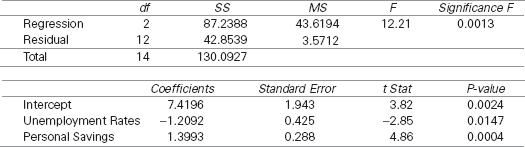 df SS MS F Significance F
Regression 2 87.2388 43.6194 12.21 0.0013
Residual 12 42.8539 3.5712
Total 14 130.0927
Coefficients Standard Error t Stat P-value
Intercept 7.4196 1.943 3.82 0.0024
Unemployment Rates −1.2092 0.425 −2.85 0.0147
Personal Savings 1.3993 0.288 4.86 0.0004